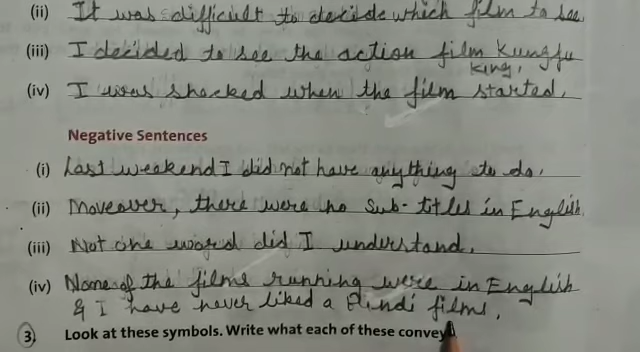 (ii) It was difficult to decide which film to see.
(iii) I decided to see the action film Kungfu
King.
(iv) I was shocked when the film started.
Negative Sentences
(i) Last weekend I did not have anything to do.
(ii) Moreover, there were no Sub-titles in English.
(iii) Not one word did I understand.
(iv) None of the films running were in English
& I have never liked a Hindi films.
3. Look at these symbols. Write what each of these convey